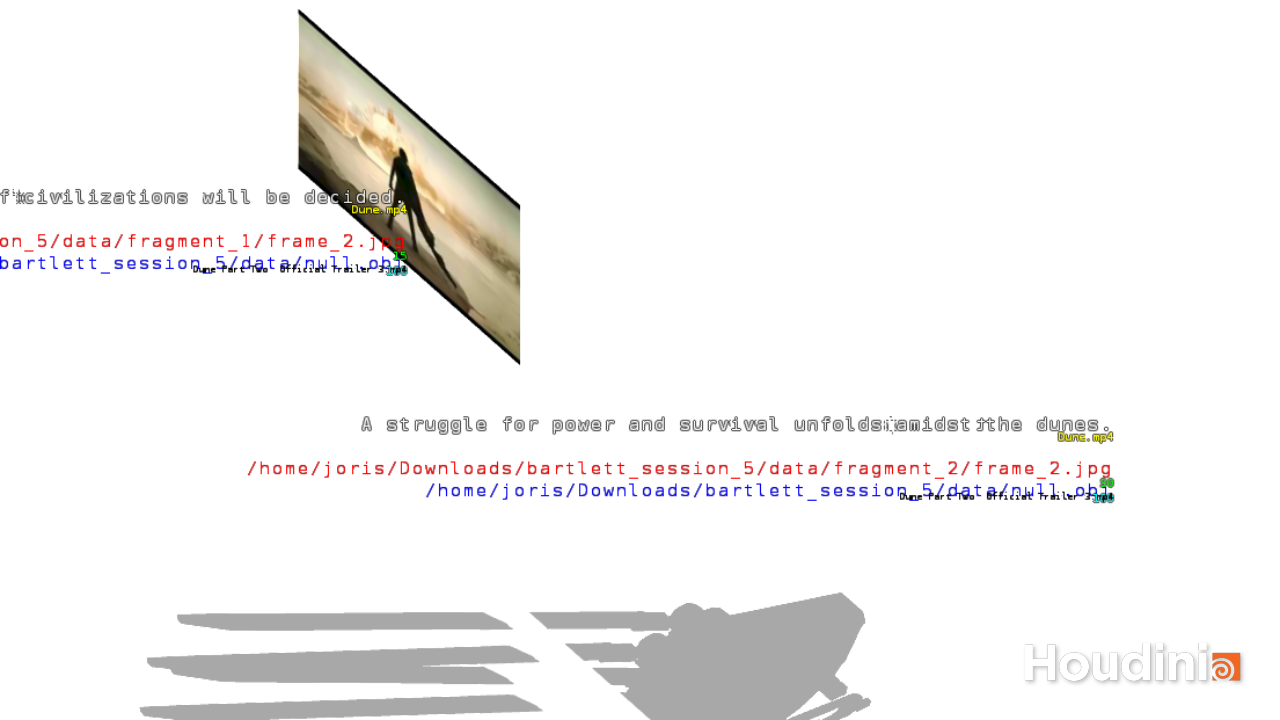 civilizations will be decided.
Dune.mp4
on_5/data/fragment_1/frame_2.jpg
15
bartlett_session_5/data/null.obj
Dune Part Two Official Trailer 3.mp4
A struggle for power and survival unfolds amidst the dunes.
Dune.mp4
/home/joris/Downloads/bartlett_session_5/data/fragment_2/frame_2.jpg
/home/joris/Downloads/bartlett_session_5/data/null.obj
Dune Part Two Official Trailer 3.mp4
Houdini